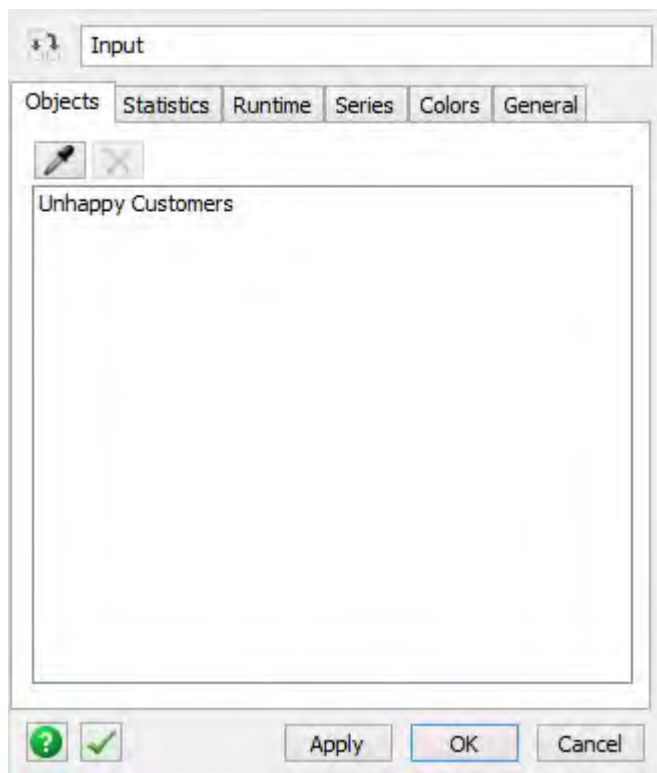 Input
Objects Statistics Runtime Series Colors General
Unhappy Customers
? Apply OK Cancel